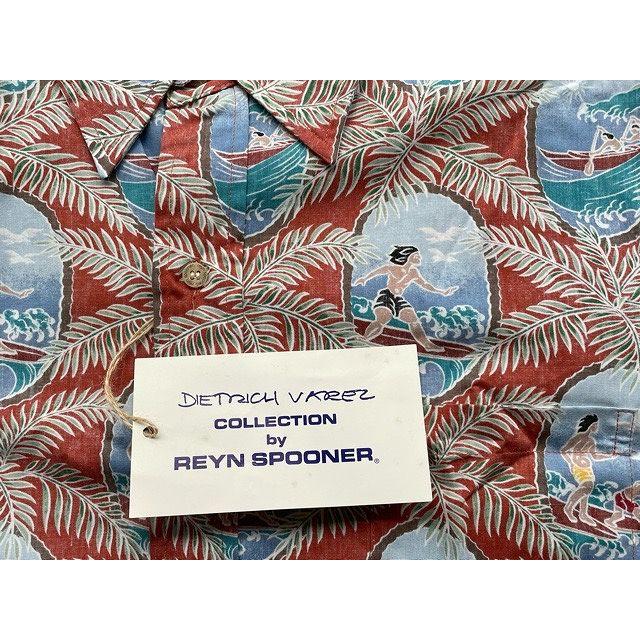 DIETRICH VAREZ
COLLECTION
by
REYN SPOONER®